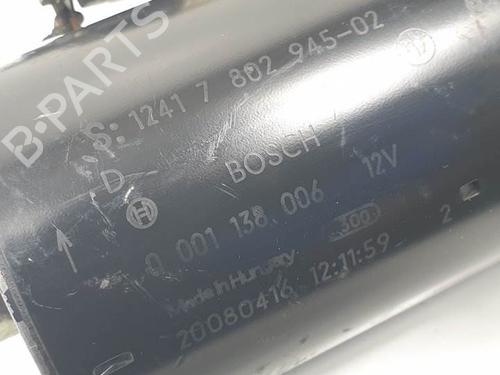 S: 1241 7 802 945-02
D
BOSCH
0 001 138 006 12V
300
Made in Hungary
20080416 12:11:59 2
B-PARTS